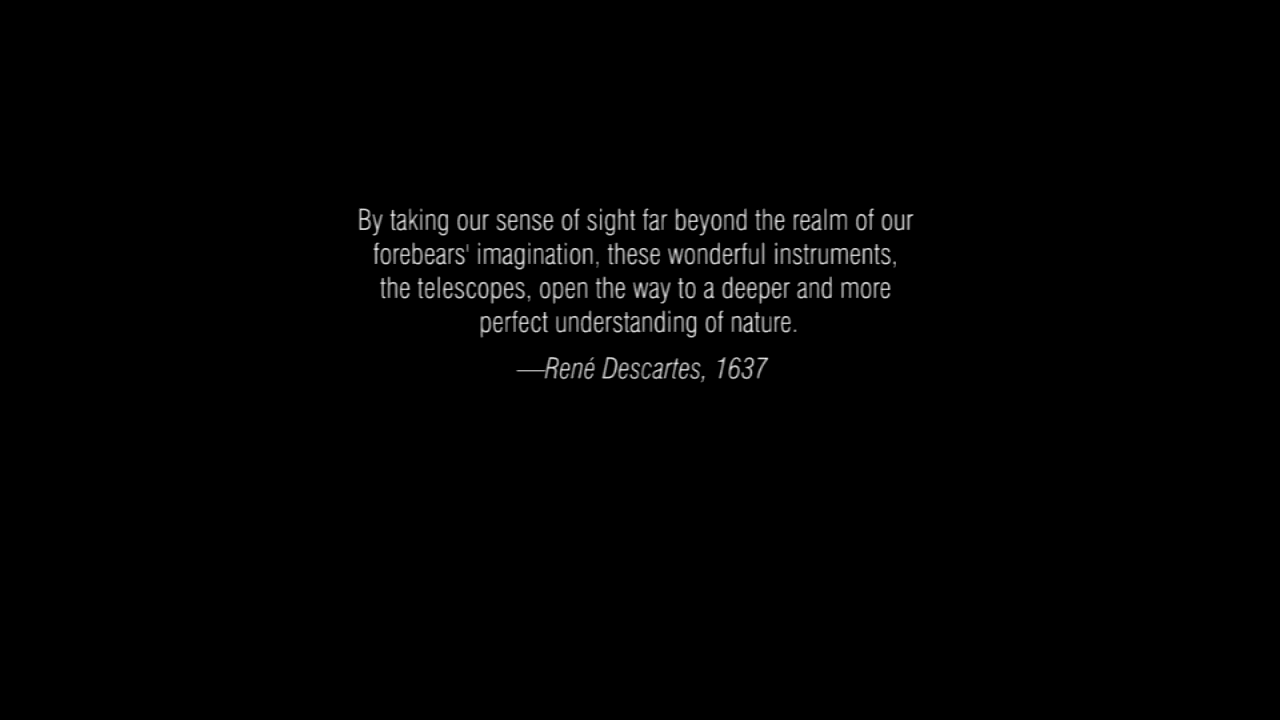 By taking our sense of sight far beyond the realm of our
forebears' imagination, these wonderful instruments,
the telescopes, open the way to a deeper and more
perfect understanding of nature.
—René Descartes, 1637